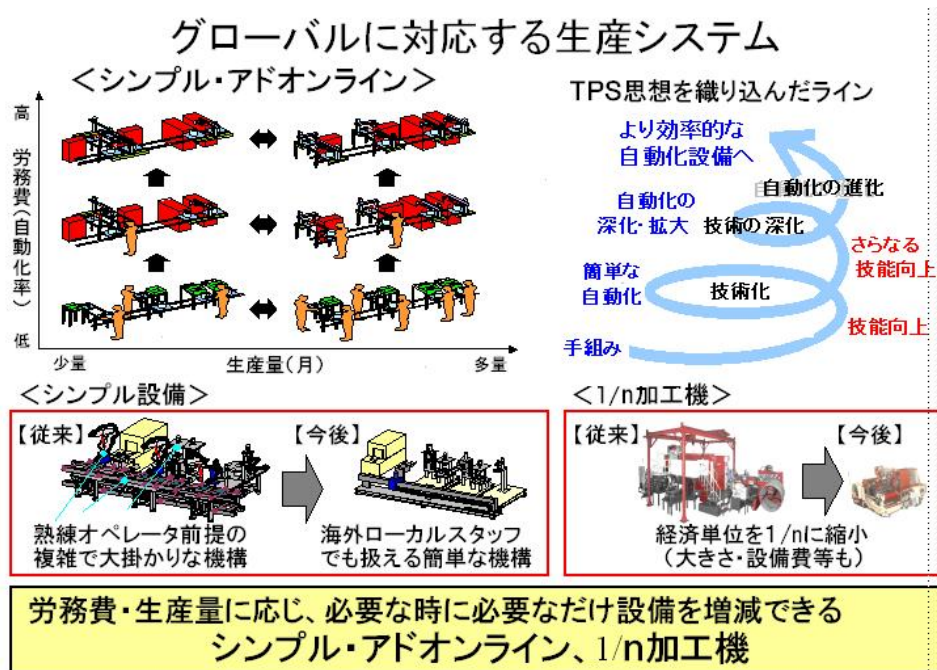 グローバルに対応する生産システム
＜シンプル・アドオンライン＞
高
労務費(自動化率)
低
少量
生産量(月)
多量
TPS思想を織り込んだライン
より効率的な
自動化設備へ
自動化の進化
自動化の
深化・拡大
技術の深化
さらなる
技能向上
簡単な
自動化
技術化
技能向上
手組み
＜シンプル設備＞
【従来】
【今後】
熟練オペレータ前提の
複雑で大掛かりな機構
海外ローカルスタッフ
でも扱える簡単な機構
＜1/n加工機＞
【従来】
【今後】
経済単位を1/nに縮小
(大きさ・設備費等も)
労務費・生産量に応じ、必要な時に必要なだけ設備を増減できる
シンプル・アドオンライン、1/n加工機